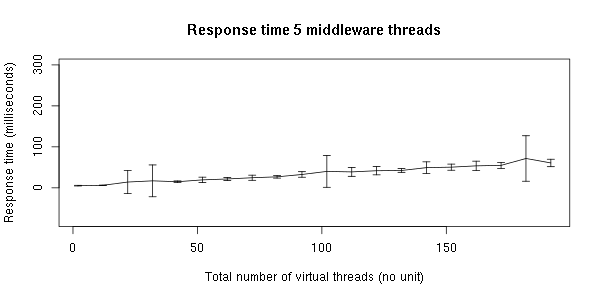 Response time 5 middleware threads
Response time (milliseconds)
300
200
100
0
0 50 100 150
Total number of virtual threads (no unit)